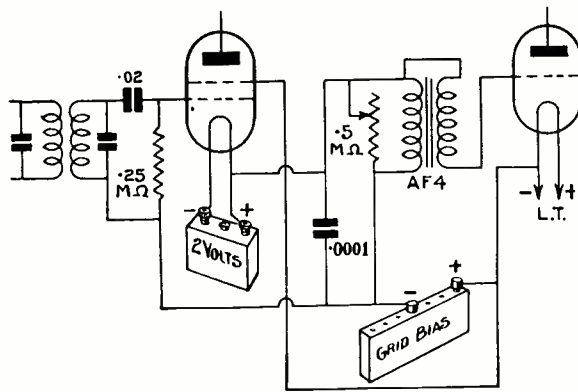 .02
.25
MΩ
- +
2 VOLTS
.5
MΩ
.0001
AF4
- +
L.T.
- +
GRID BIAS